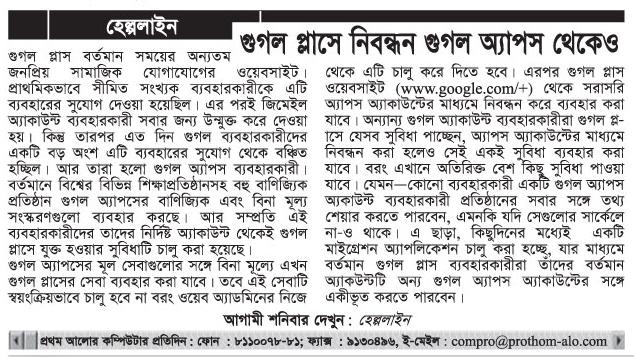 হেল্পলাইন
গুগল প্লাসে নিবন্ধন গুগল অ্যাপস থেকেও
গুগল প্লাস বর্তমান সময়ের অন্যতম
জনপ্রিয় সামাজিক যোগাযোগের ওয়েবসাইট।
প্রাথমিকভাবে সীমিত সংখ্যক ব্যবহারকারীকে এটি
ব্যবহারের সুযোগ দেওয়া হয়েছিল। এর পরই জিমেইল
অ্যাকাউন্ট ব্যবহারকারী সবার জন্য উন্মুক্ত করে দেওয়া
হয়। কিন্তু তারপর এত দিন গুগল ব্যবহারকারীদের
একটি বড় অংশ এটি ব্যবহারের সুযোগ থেকে বঞ্চিত
হচ্ছিল। আর তারা হলো গুগল অ্যাপস ব্যবহারকারী।
বর্তমানে বিশ্বের বিভিন্ন শিক্ষাপ্রতিষ্ঠানসহ বহু বাণিজ্যিক
প্রতিষ্ঠান গুগল অ্যাপসের বাণিজ্যিক এবং বিনা মূল্য
সংস্করণগুলো ব্যবহার করছে। আর সম্প্রতি এই
ব্যবহারকারীদের তাদের নির্দিষ্ট অ্যাকাউন্ট থেকেই গুগল
প্লাসে যুক্ত হওয়ার সুবিধাটি চালু করা হয়েছে।
গুগল অ্যাপসের মূল সেবাগুলোর সঙ্গে বিনা মূল্যে এখন
গুগল প্লাসের সেবা ব্যবহার করা যাবে। তবে এই সেবাটি
স্বয়ংক্রিয়ভাবে চালু হবে না বরং ওয়েব অ্যাডমিনের নিজে
থেকে এটি চালু করে দিতে হবে। এরপর গুগল প্লাস
ওয়েবসাইট (www.google.com/+) থেকে সরাসরি
অ্যাপস অ্যাকাউন্টের মাধ্যমে নিবন্ধন করে ব্যবহার করা
যাবে। অন্যান্য গুগল অ্যাকাউন্ট ব্যবহারকারীরা গুগল প্লা-
সে যেসব সুবিধা পাচ্ছেন, অ্যাপস অ্যাকাউন্টের মাধ্যমে
নিবন্ধন করা হলেও সেই একই সুবিধা ব্যবহার করা
যাবে। বরং এখানে অতিরিক্ত বেশ কিছু সুবিধা পাওয়া
যাবে। যেমন—কোনো ব্যবহারকারী একটি গুগল অ্যাপস
অ্যকাউন্ট ব্যবহারকারী প্রতিষ্ঠানের সবার সঙ্গে তথ্য
শেয়ার করতে পারবেন, এমনকি যদি সেগুলোর সার্কেলে
না-ও থাকে। এ ছাড়া, কিছুদিনের মধ্যেই একটি
মাইগ্রেশন অ্যাপলিকেশন চালু করা হচ্ছে, যার মাধ্যমে
বর্তমান গুগল প্লাস ব্যবহারকারীরা তাঁদের বর্তমান
অ্যাকউন্টটি অন্য গুগল অ্যাপস অ্যাকাউন্টের সঙ্গে
একীভূত করতে পারবেন।
আগামী শনিবার দেখুন : হেল্পলাইন
প্রথম আলোর কম্পিউটার প্রতিদিন : ফোন : ৮১১০০৭৮-৮১; ফ্যাক্স : ৯১৩০৪৯৬, ই-মেইল : compro@prothom-alo.com